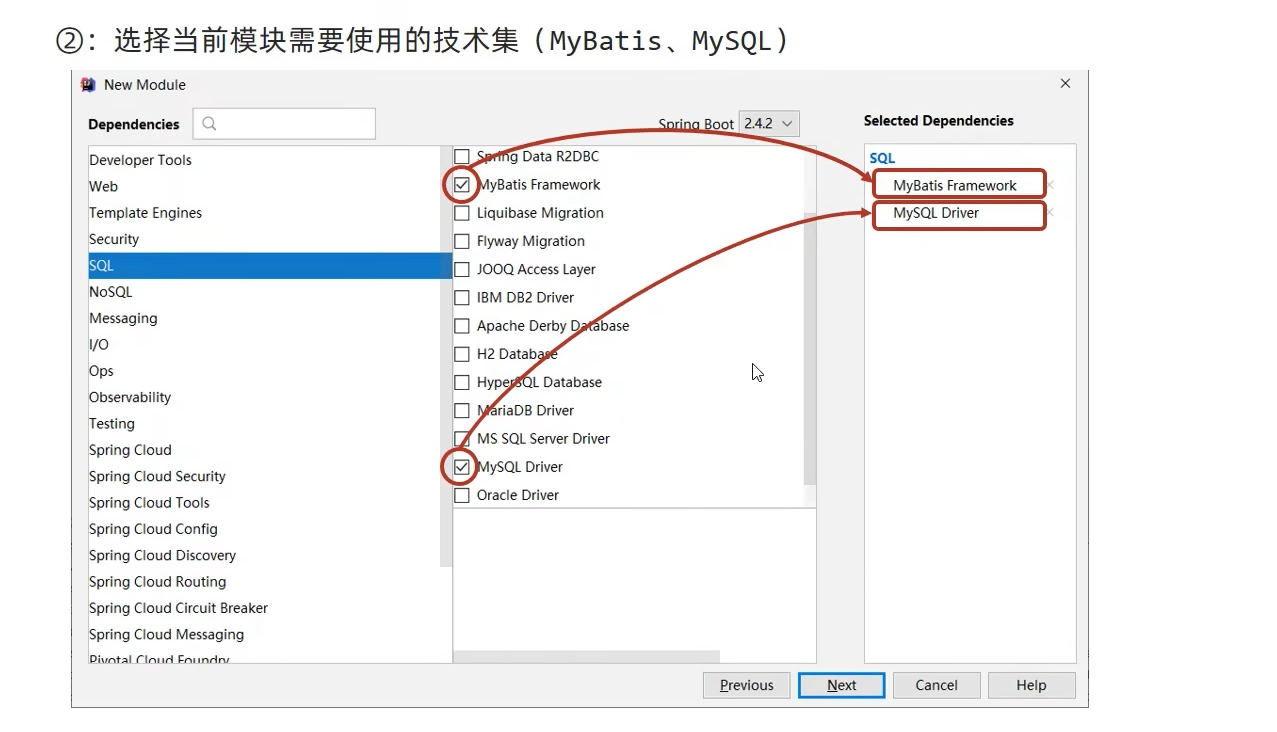 ②：选择当前模块需要使用的技术集（MyBatis、MySQL）
New Module
Dependencies
Spring Boot 2.4.2
Selected Dependencies
Developer Tools
Web
Template Engines
Security
SQL
NoSQL
Messaging
I/O
Ops
Observability
Testing
Spring Cloud
Spring Cloud Security
Spring Cloud Tools
Spring Cloud Config
Spring Cloud Discovery
Spring Cloud Routing
Spring Cloud Circuit Breaker
Spring Cloud Messaging
Pivotal Cloud Foundry
Spring Data R2DBC
MyBatis Framework
Liquibase Migration
Flyway Migration
JOOQ Access Layer
IBM DB2 Driver
Apache Derby Database
H2 Database
HyperSQL Database
MariaDB Driver
MS SQL Server Driver
MySQL Driver
Oracle Driver
SQL
MyBatis Framework
MySQL Driver
Previous
Next
Cancel
Help